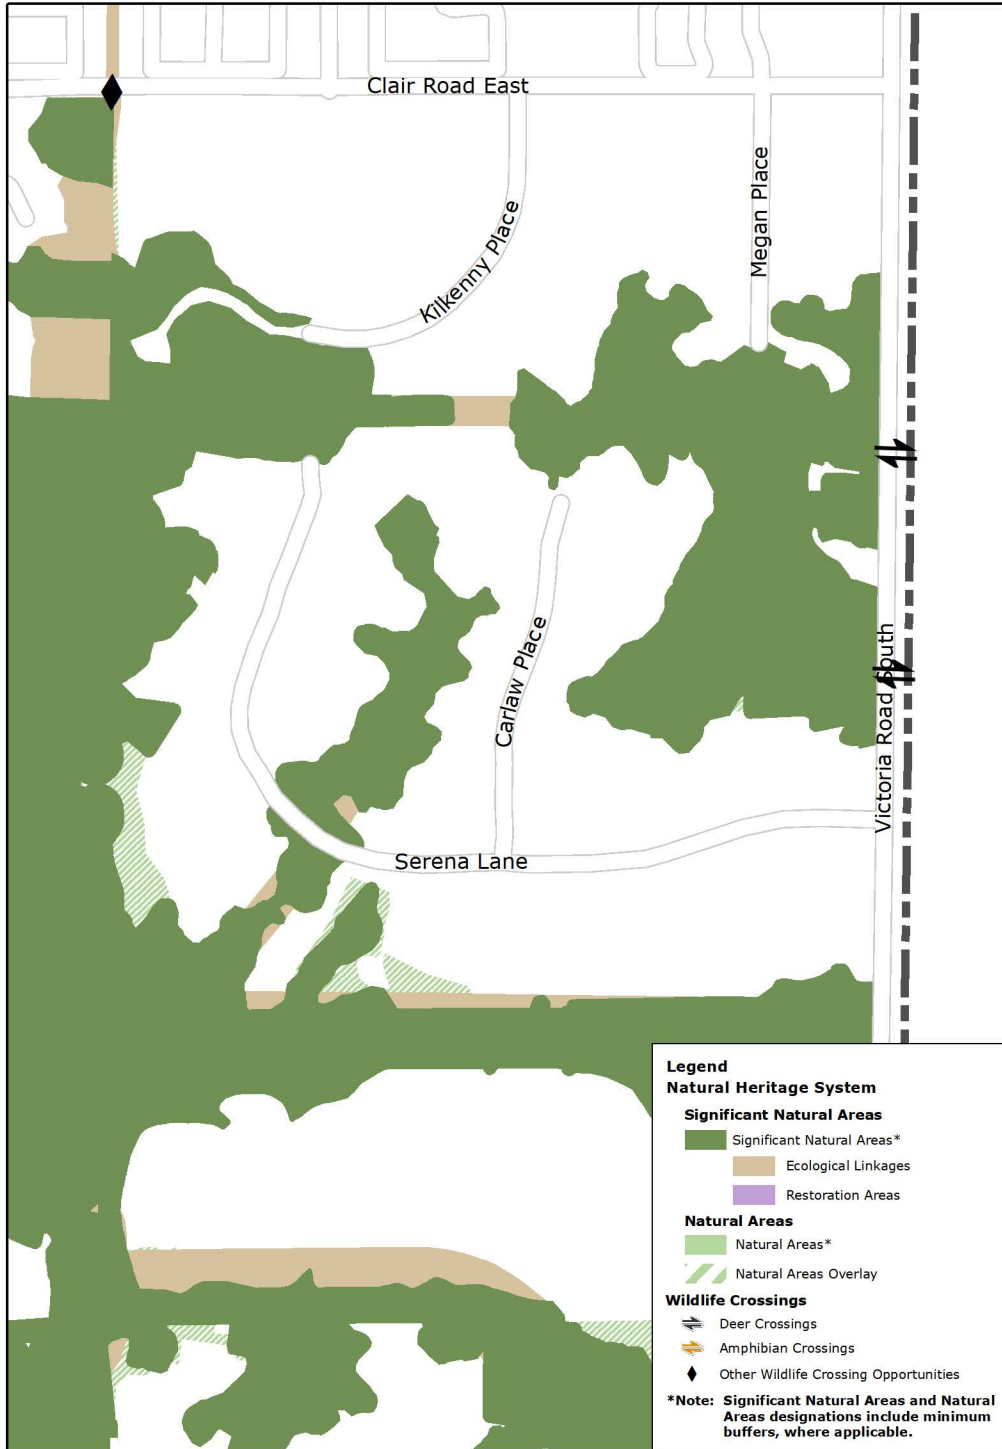 Clair Road East
Megan Place
Kilkenny Place
Carlaw Place
Victoria Road South
Serena Lane
Legend
Natural Heritage System
Significant Natural Areas
Significant Natural Areas*
Ecological Linkages
Restoration Areas
Natural Areas
Natural Areas*
Natural Areas Overlay
Wildlife Crossings
Deer Crossings
Amphibian Crossings
Other Wildlife Crossing Opportunities
*Note: Significant Natural Areas and Natural
Areas designations include minimum
buffers, where applicable.